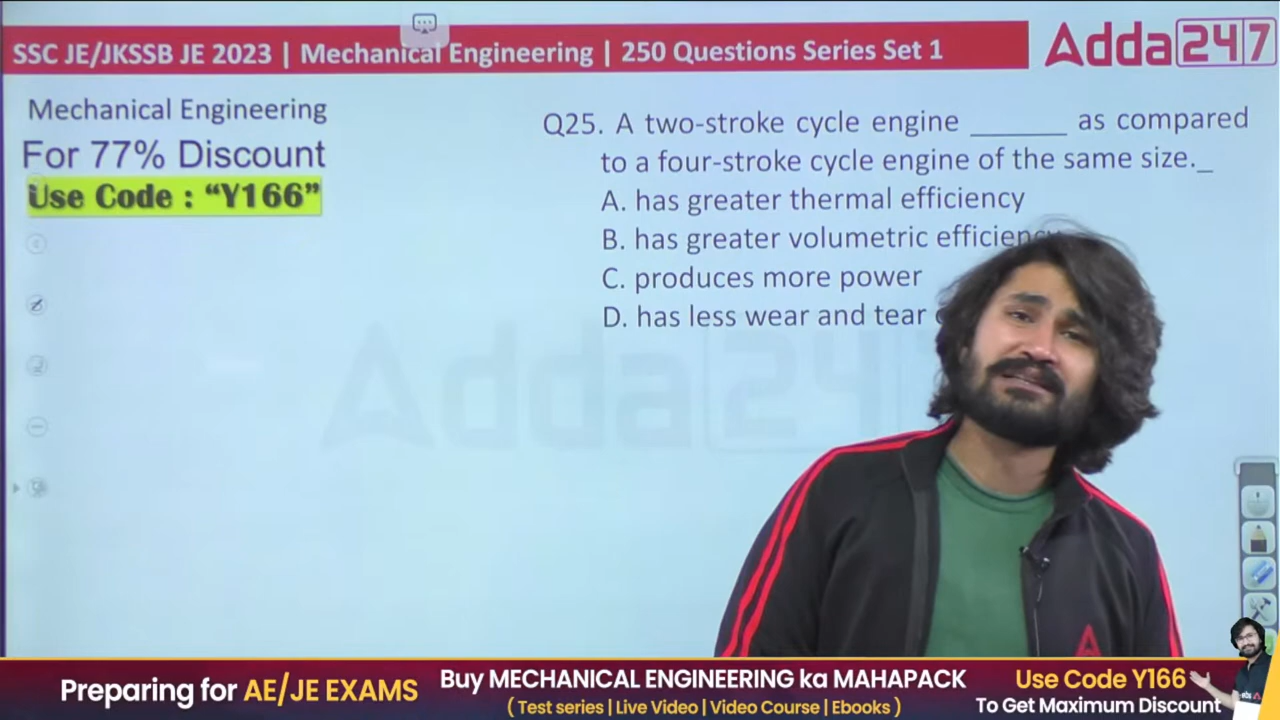 SSC JE/JKSSB JE 2023 | Mechanical Engineering | 250 Questions Series Set 1
Adda247
Mechanical Engineering
For 77% Discount
Use Code : “Y166”
Q25. A two-stroke cycle engine ______ as compared
to a four-stroke cycle engine of the same size._
A. has greater thermal efficiency
B. has greater volumetric efficiency
C. produces more power
D. has less wear and tear
Adda247
Preparing for AE/JE EXAMS
Buy MECHANICAL ENGINEERING ka MAHAPACK
( Test series | Live Video | Video Course | Ebooks )
Use Code Y166
To Get Maximum Discount